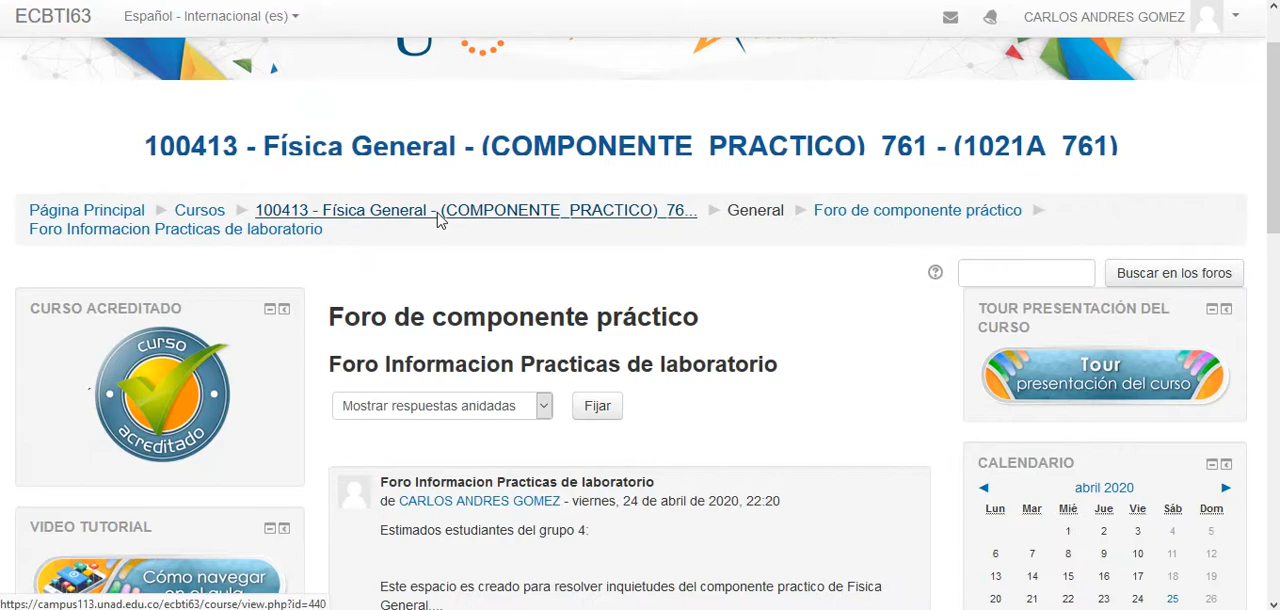 ECBTI63
Español - Internacional (es)
CARLOS ANDRES GOMEZ
100413 - Física General - (COMPONENTE PRACTICO) 761 - (1021A_761)
Página Principal ► Cursos ► 100413 - Física General - (COMPONENTE_PRACTICO)_76... ► General ► Foro de componente práctico ►
Foro Informacion Practicas de laboratorio
Buscar en los foros
CURSO ACREDITADO
curso
acreditado
VIDEO TUTORIAL
Cómo navegar
en el aula
Foro de componente práctico
Foro Informacion Practicas de laboratorio
Mostrar respuestas anidadas
Fijar
Foro Informacion Practicas de laboratorio
de CARLOS ANDRES GOMEZ - viernes, 24 de abril de 2020, 22:20
Estimados estudiantes del grupo 4:
Este espacio es creado para resolver inquietudes del componente practico de Fisica
General....
TOUR PRESENTACIÓN DEL
CURSO
Tour
presentación del curso
CALENDARIO
◄ abril 2020 ►
Lun Mar Mié Jue Vie Sáb Dom
1 2 3 4 5
6 7 8 9 10 11 12
13 14 15 16 17 18 19
20 21 22 23 24 25 26
https://campus113.unad.edu.co/ecbti63/course/view.php?id=440